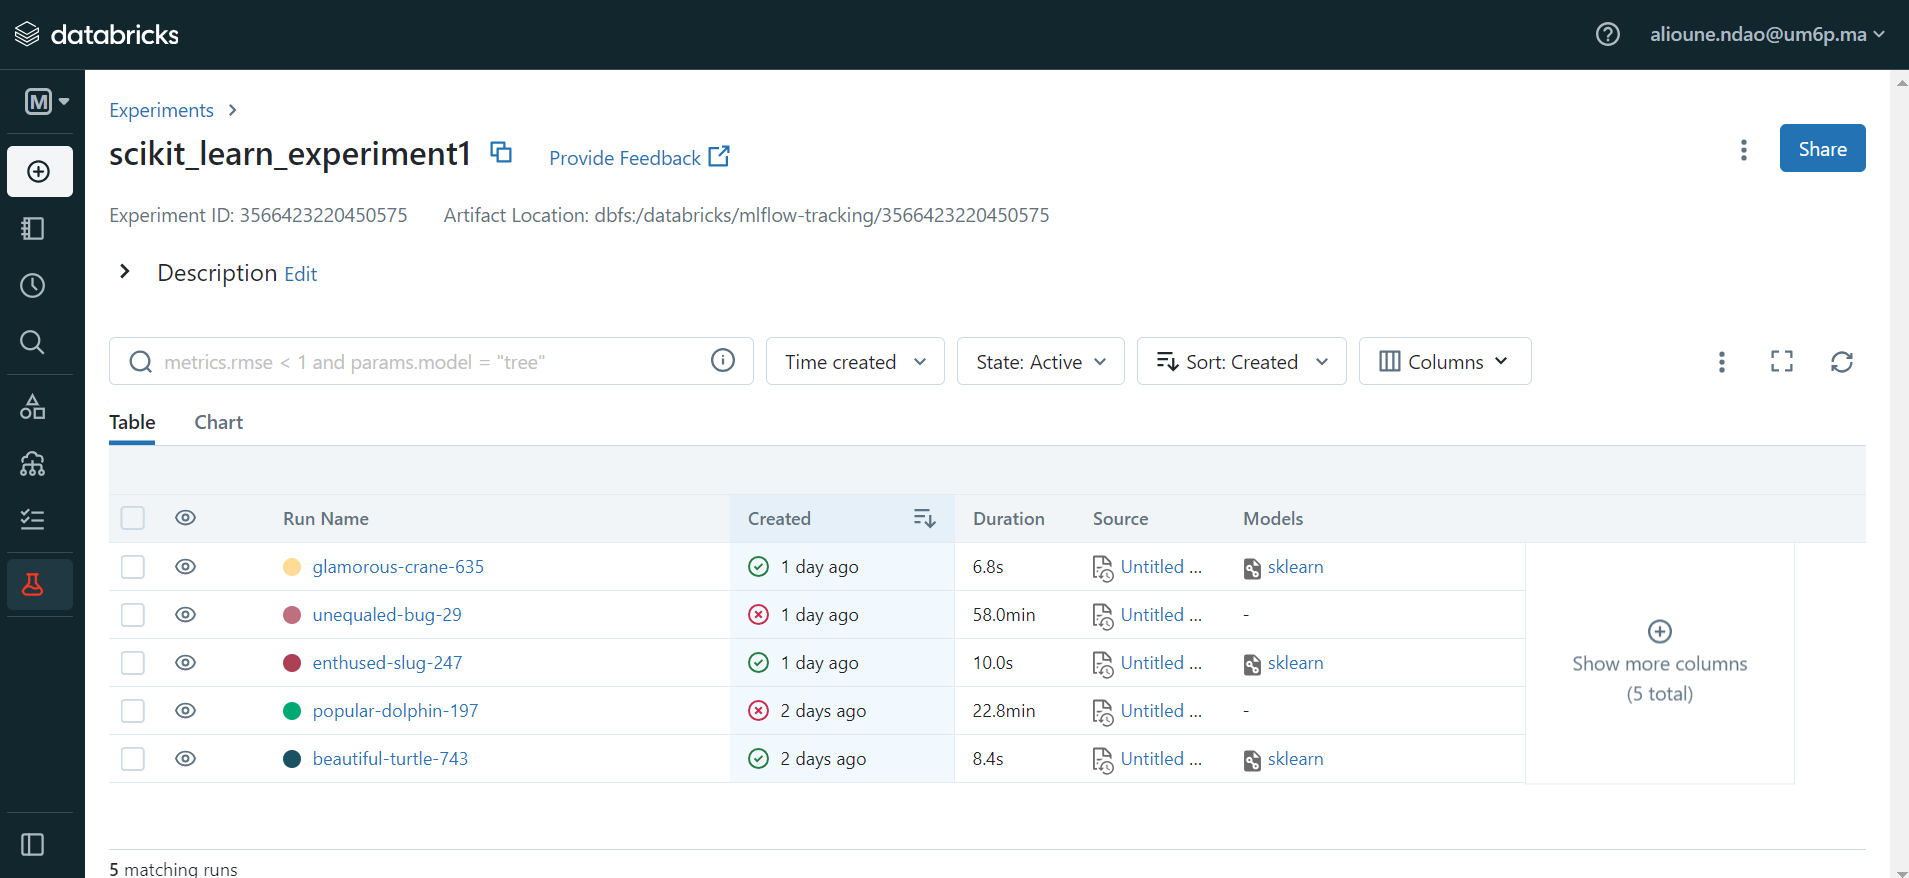 databricks
alioune.ndao@um6p.ma
M
Experiments
scikit_learn_experiment1
Provide Feedback
Share
Experiment ID: 3566423220450575 Artifact Location: dbfs:/databricks/mlflow-tracking/3566423220450575
Description Edit
metrics.rmse < 1 and params.model = "tree" Time created State: Active Sort: Created Columns
Table Chart
Run Name Created Duration Source Models
glamorous-crane-635 1 day ago 6.8s Untitled ... sklearn
unequaled-bug-29 1 day ago 58.0min Untitled ... -
enthused-slug-247 1 day ago 10.0s Untitled ... sklearn
popular-dolphin-197 2 days ago 22.8min Untitled ... -
beautiful-turtle-743 2 days ago 8.4s Untitled ... sklearn
Show more columns
(5 total)
5 matching runs